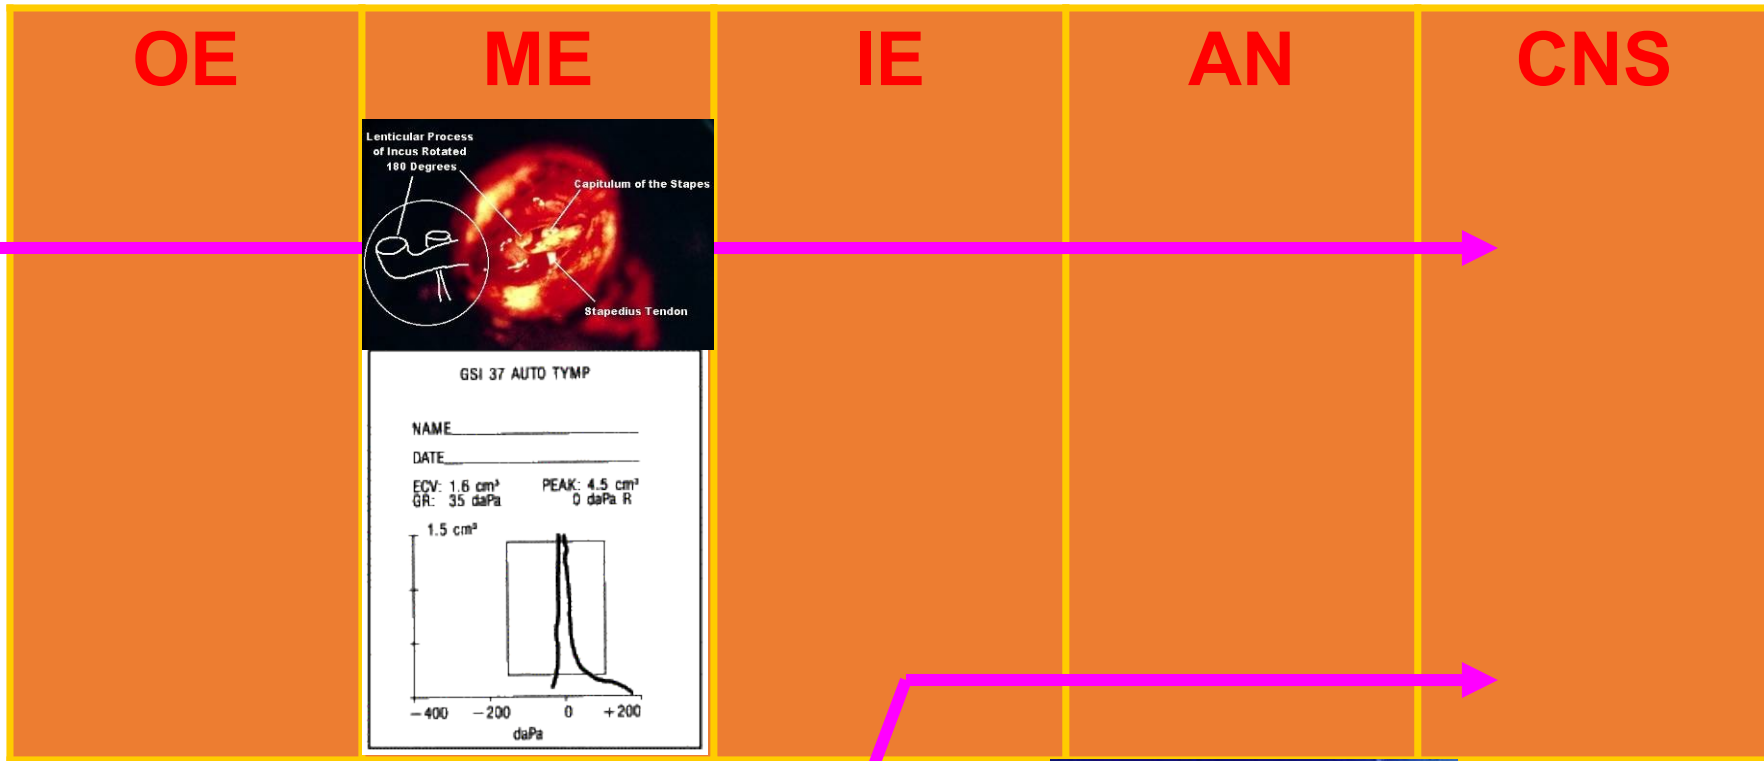 OE ME IE AN CNS
Lenticular Process
of Incus Rotated
180 Degrees
Capitulum of the Stapes
Stapedius Tendon
GSI 37 AUTO TYMP
NAME
DATE
ECV: 1.6 cm³ PEAK: 4.5 cm³
GR: 35 daPa 0 daPa R
1.5 cm³
−400 −200 0 +200
daPa